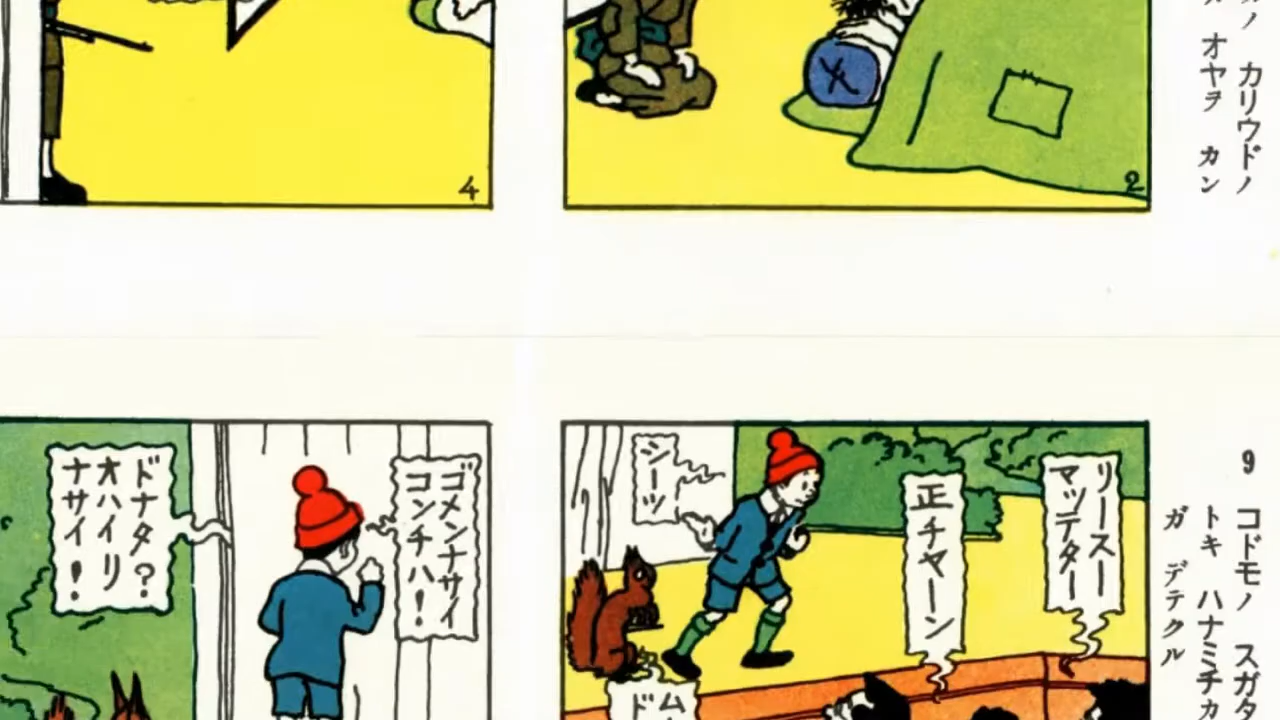 ノ カリウドノ
オヤヲ カン
2
4
9
コドモノ スガタ
トキ ハナミチカ
ガ デテクル
リースー
マッテター
正チャーン
シーッ
ム
ド
ゴメンナサイ
コンチハ!
ドナタ?
オハイリ
ナサイ!